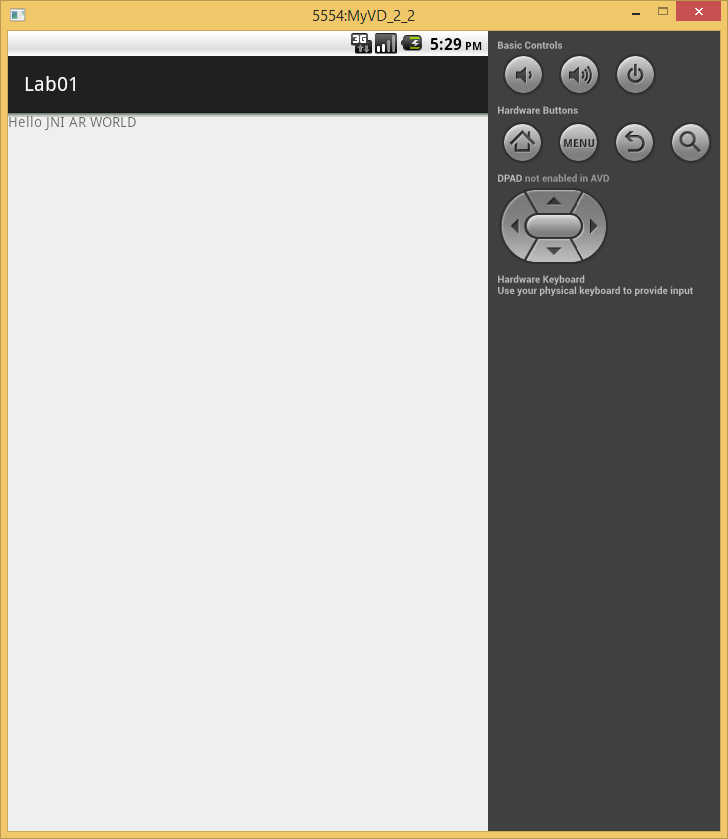 5554:MyVD_2_2
3G 5:29 PM
Lab01
Hello JNI AR WORLD
Basic Controls
Hardware Buttons
MENU
DPAD not enabled in AVD
Hardware Keyboard
Use your physical keyboard to provide input